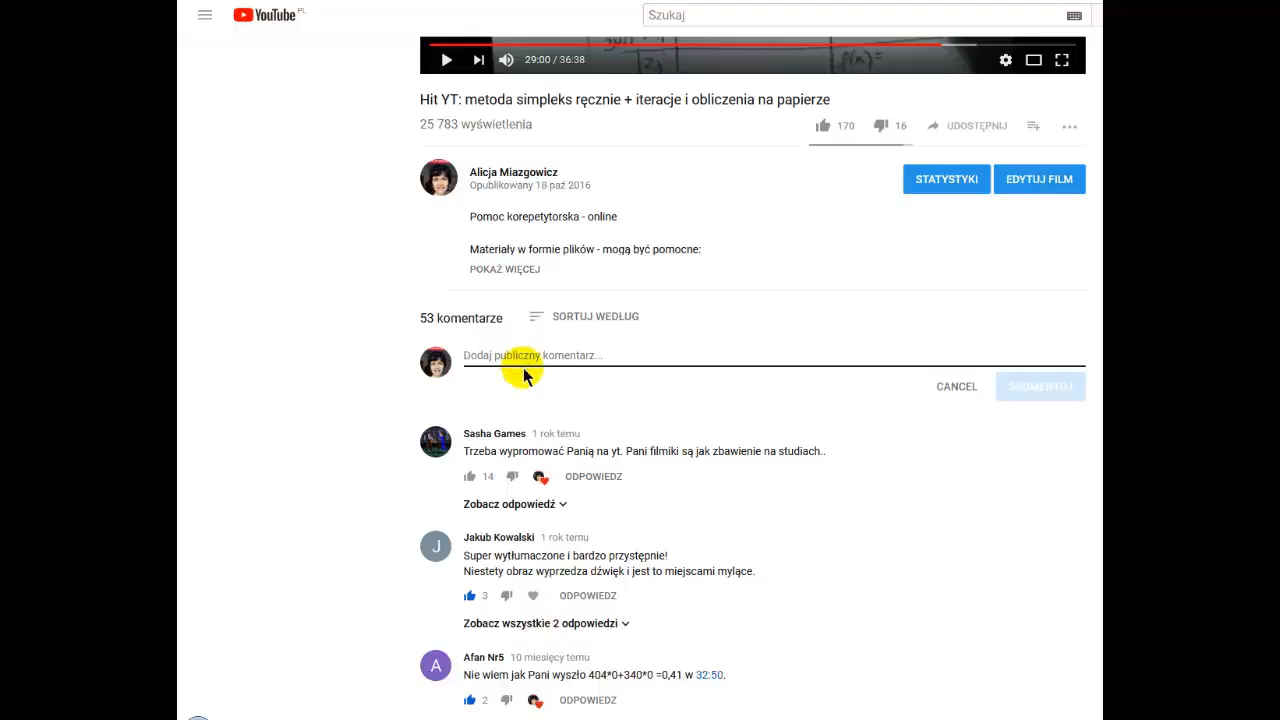 YouTube PL
Szukaj
29:00 / 36:38
f(x)=
Hit YT: metoda simpleks ręcznie + iteracje i obliczenia na papierze
25 783 wyświetlenia
170
16
UDOSTĘPNIJ
Alicja Miazgowicz
Opublikowany 18 paź 2016
STATYSTYKI
EDYTUJ FILM
Pomoc korepetytorska - online
Materiały w formie plików - mogą być pomocne:
POKAŻ WIĘCEJ
53 komentarze
SORTUJ WEDŁUG
Dodaj publiczny komentarz...
CANCEL
SKOMENTUJ
Sasha Games 1 rok temu
Trzeba wypromować Panią na yt. Pani filmiki są jak zbawienie na studiach..
14
ODPOWIEDZ
Zobacz odpowiedź
J
Jakub Kowalski 1 rok temu
Super wytłumaczone i bardzo przystępnie!
Niestety obraz wyprzedza dźwięk i jest to miejscami mylące.
3
ODPOWIEDZ
Zobacz wszystkie 2 odpowiedzi
A
Afan Nr5 10 miesięcy temu
Nie wiem jak Pani wyszło 404*0+340*0 =0,41 w 32:50.
2
ODPOWIEDZ